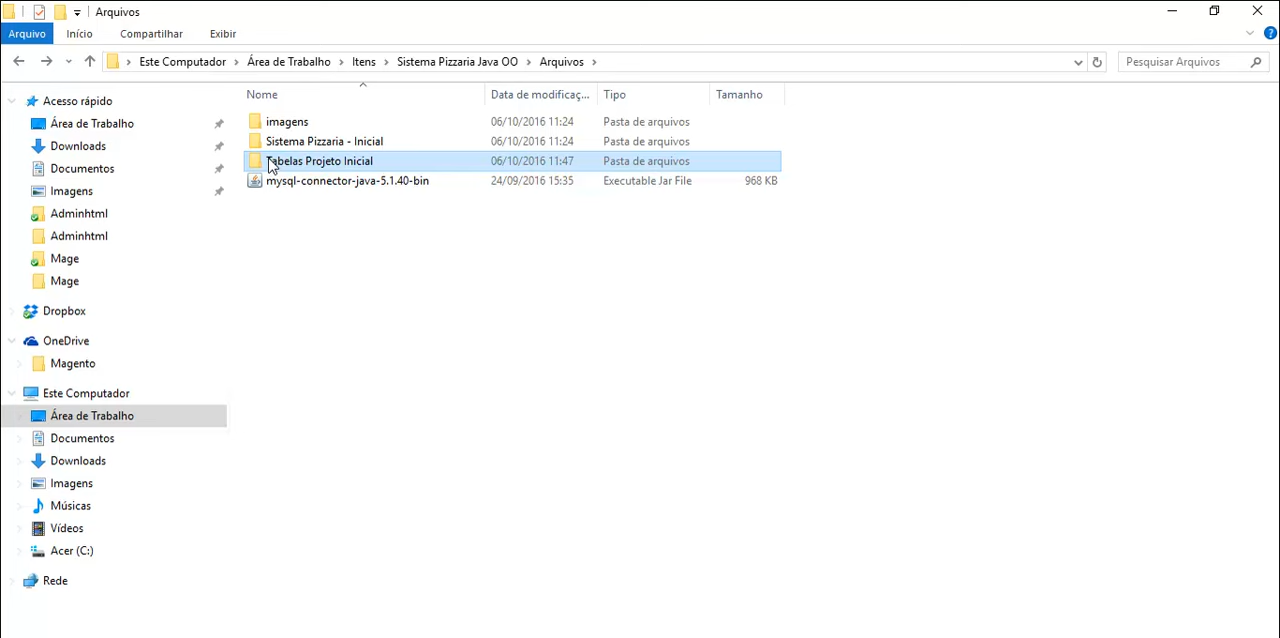 Arquivos
Arquivo Início Compartilhar Exibir
Este Computador Área de Trabalho Itens Sistema Pizzaria Java OO Arquivos Pesquisar Arquivos
Nome Data de modificaç... Tipo Tamanho
imagens 06/10/2016 11:24 Pasta de arquivos
Sistema Pizzaria - Inicial 06/10/2016 11:24 Pasta de arquivos
Tabelas Projeto Inicial 06/10/2016 11:47 Pasta de arquivos
mysql-connector-java-5.1.40-bin 24/09/2016 15:35 Executable Jar File 968 KB
Acesso rápido
Área de Trabalho
Downloads
Documentos
Imagens
Adminhtml
Adminhtml
Mage
Mage
Dropbox
OneDrive
Magento
Este Computador
Área de Trabalho
Documentos
Downloads
Imagens
Músicas
Vídeos
Acer (C:)
Rede